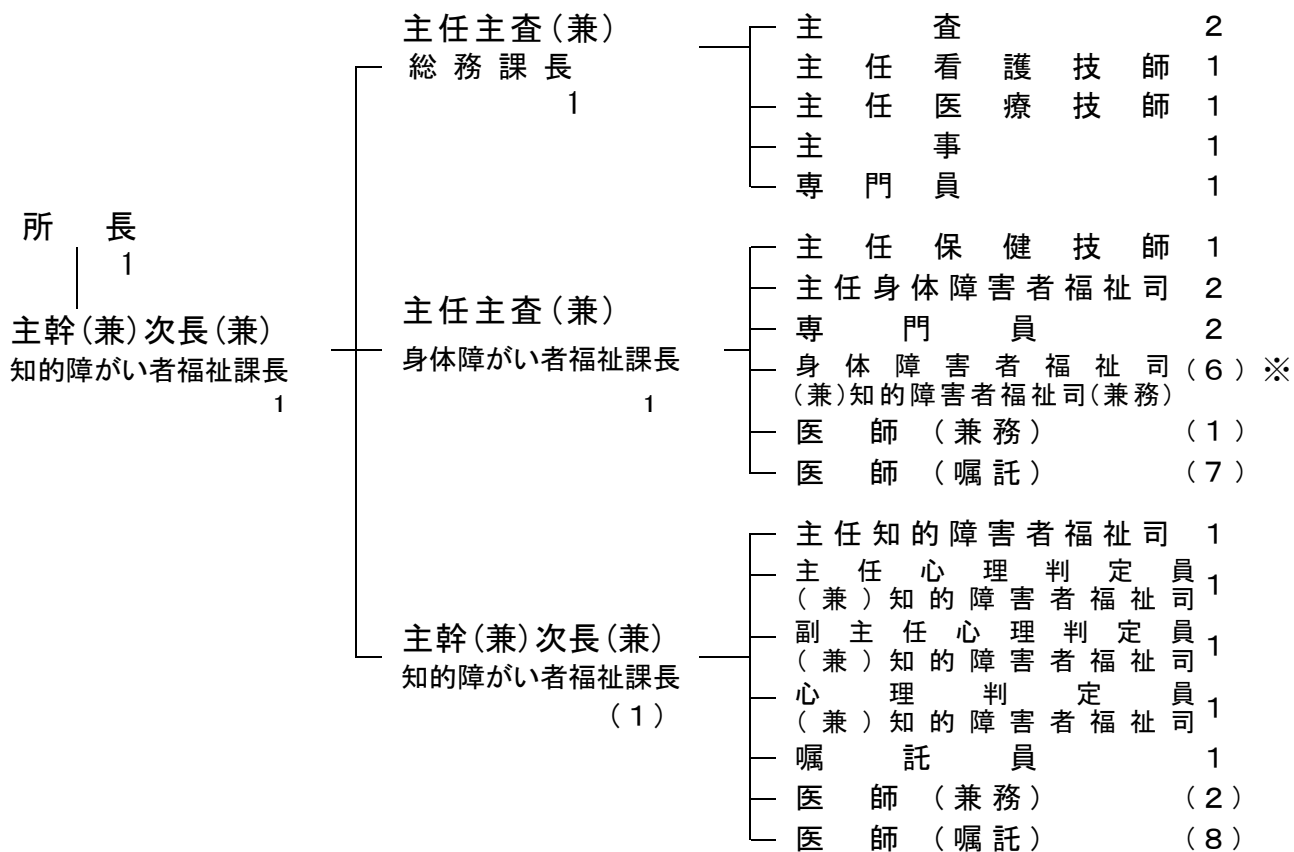 所長
1
主幹(兼)次長(兼)
知的障がい者福祉課長
1
主任主査(兼)
総務課長
1
主査 2
主任看護技師 1
主任医療技師 1
主事 1
専門員 1
主任主査(兼)
身体障がい者福祉課長
1
主任保健技師 1
主任身体障害者福祉司 2
専門員 2
身体障害者福祉司 (6)※
(兼)知的障害者福祉司(兼務)
医師(兼務) (1)
医師(嘱託) (7)
主幹(兼)次長(兼)
知的障がい者福祉課長
(1)
主任知的障害者福祉司 1
主任心理判定員
(兼)知的障害者福祉司 1
副主任心理判定員
(兼)知的障害者福祉司 1
心理判定員
(兼)知的障害者福祉司 1
嘱託員 1
医師(兼務) (2)
医師(嘱託) (8)